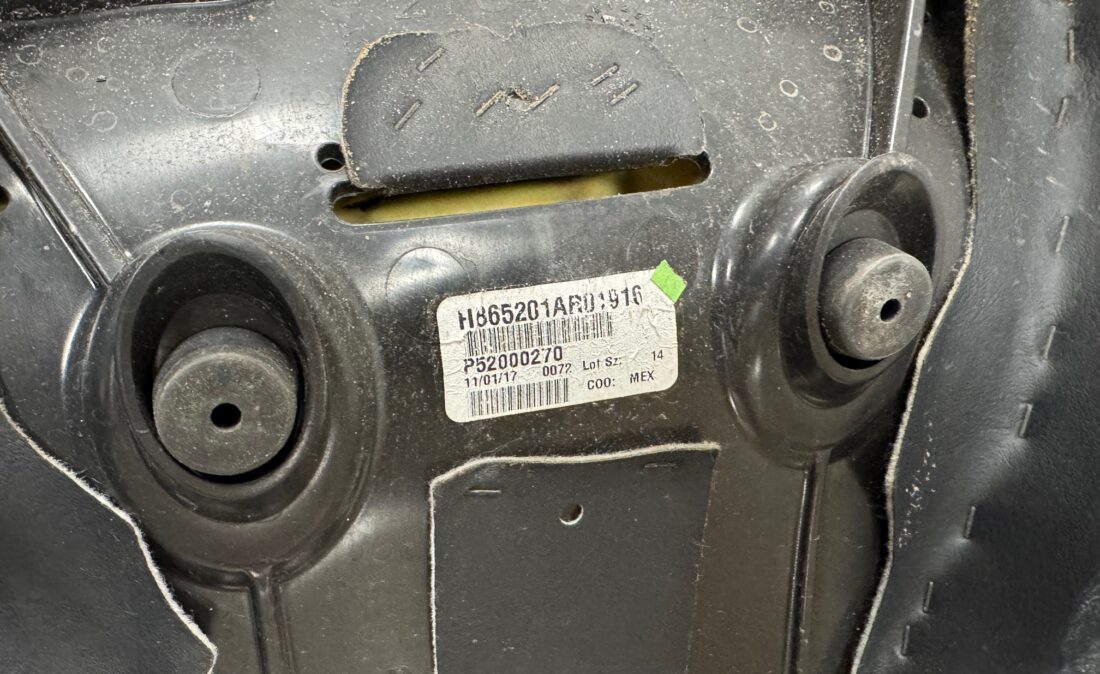 H865201AR01916
P52000270
11/01/17 0072 Lot Sz: 14
COO: MEX